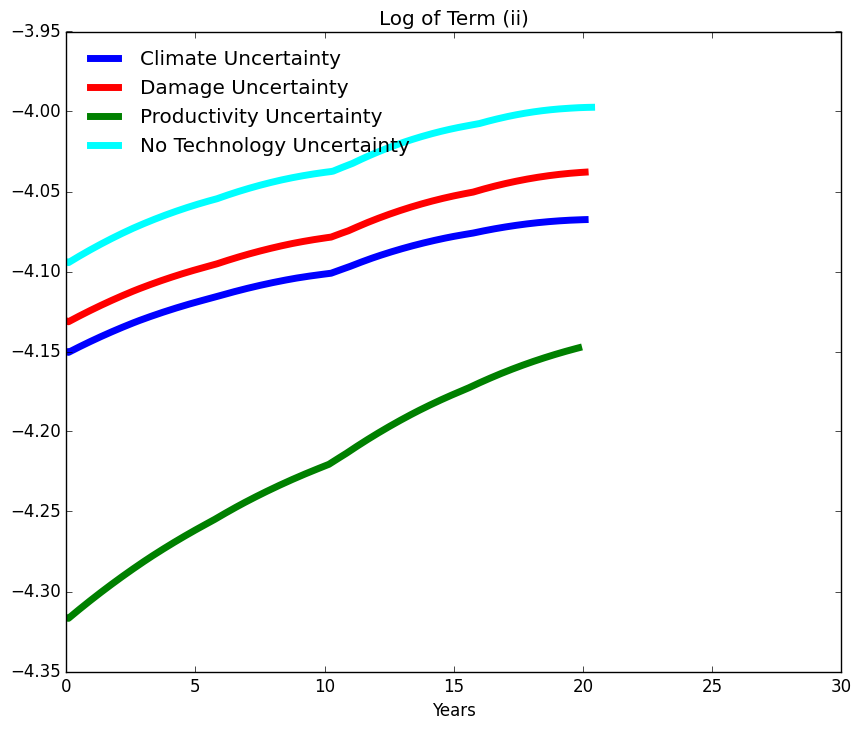 Log of Term (ii)
−3.95
−4.00
−4.05
−4.10
−4.15
−4.20
−4.25
−4.30
−4.35
Climate Uncertainty
Damage Uncertainty
Productivity Uncertainty
No Technology Uncertainty
0 5 10 15 20 25 30
Years